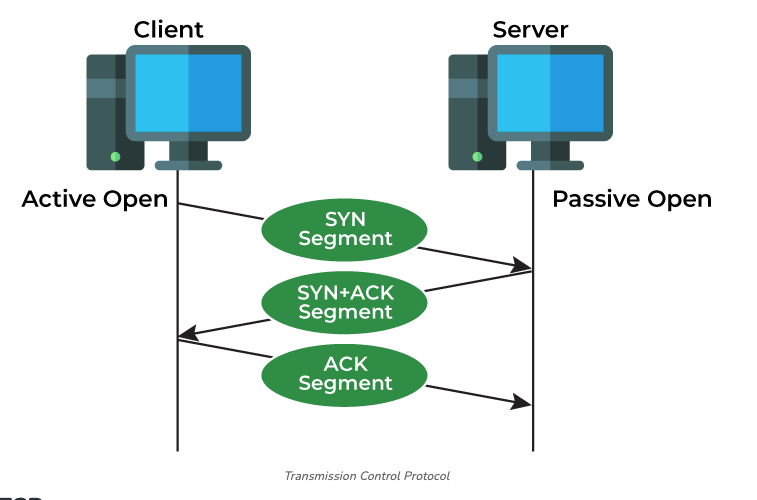 Client
Server
Active Open
Passive Open
SYN
Segment
SYN+ACK
Segment
ACK
Segment
Transmission Control Protocol